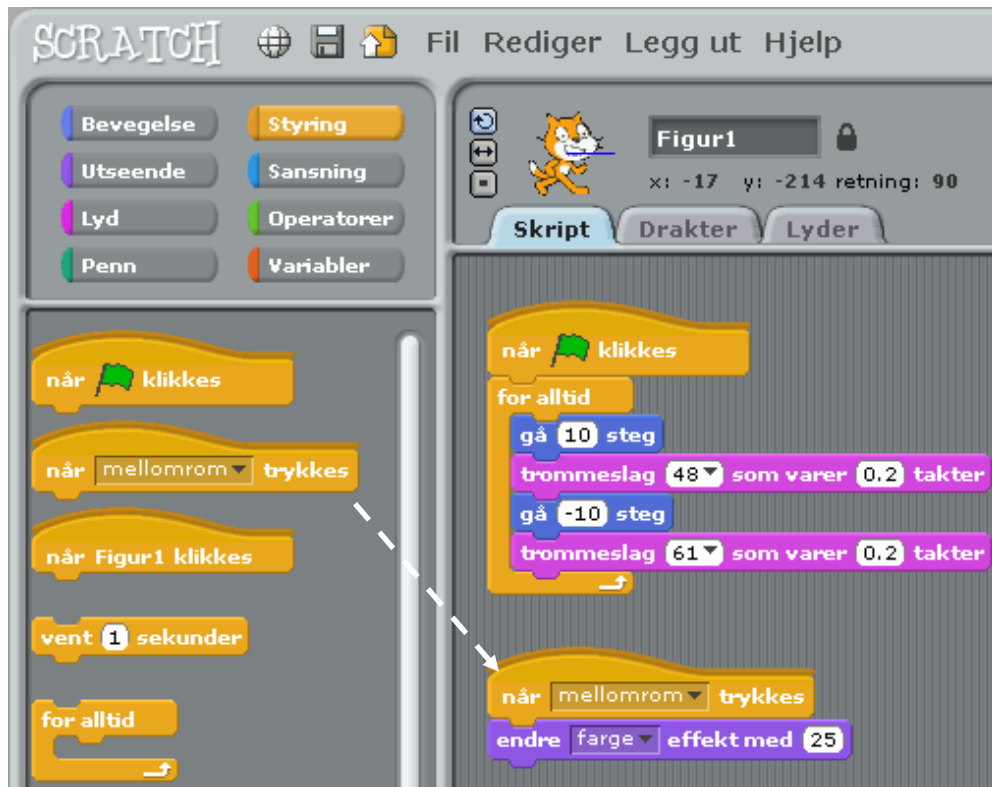 SCRATCH Fil Rediger Legg ut Hjelp
Bevegelse Styring
Utseende Sansning
Lyd Operatorer
Penn Variabler
Figur1
x: -17 y: -214 retning: 90
Skript Drakter Lyder
når klikkes
når mellomrom trykkes
når Figur1 klikkes
vent 1 sekunder
for alltid
når klikkes
for alltid
gå 10 steg
trommeslag 48 som varer 0.2 takter
gå -10 steg
trommeslag 61 som varer 0.2 takter
når mellomrom trykkes
endre farge effekt med 25